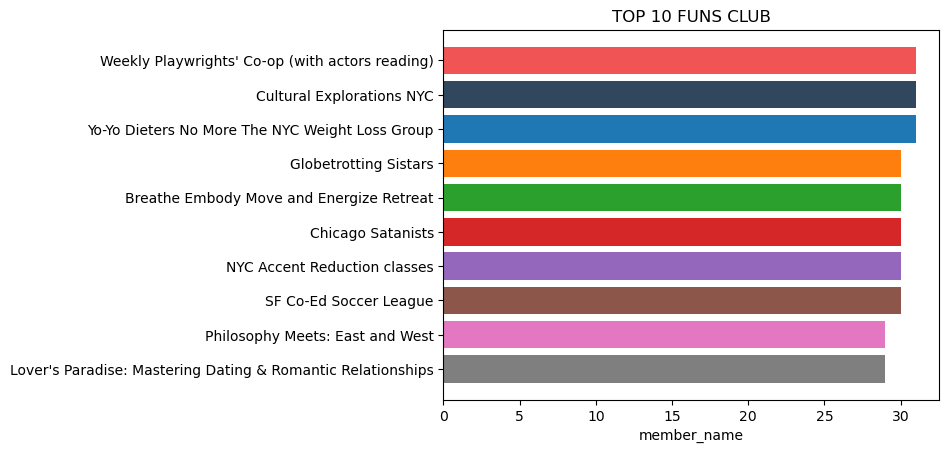 TOP 10 FUNS CLUB
Weekly Playwrights' Co-op (with actors reading)
Cultural Explorations NYC
Yo-Yo Dieters No More The NYC Weight Loss Group
Globetrotting Sistars
Breathe Embody Move and Energize Retreat
Chicago Satanists
NYC Accent Reduction classes
SF Co-Ed Soccer League
Philosophy Meets: East and West
Lover's Paradise: Mastering Dating & Romantic Relationships
0 5 10 15 20 25 30
member_name